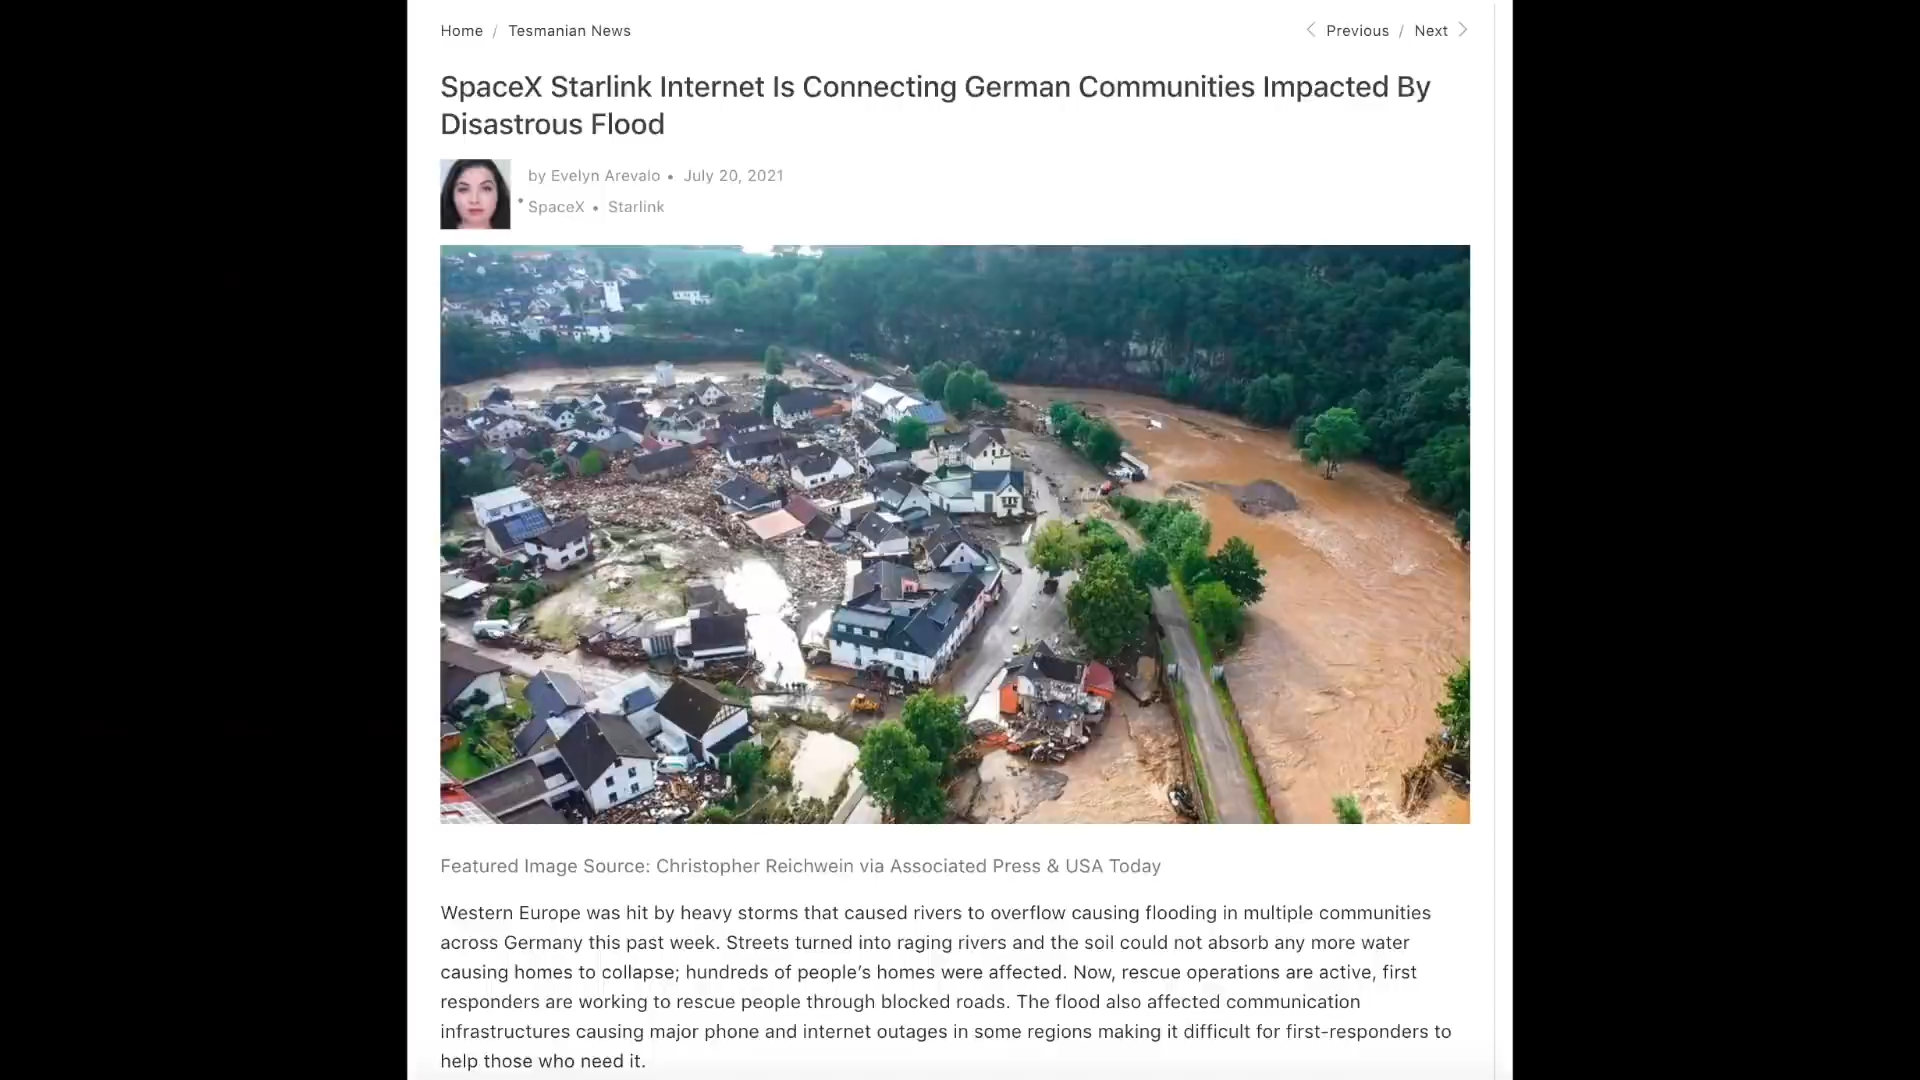 Home / Tesmanian News
Previous / Next
SpaceX Starlink Internet Is Connecting German Communities Impacted By
Disastrous Flood
by Evelyn Arevalo • July 20, 2021
• SpaceX • Starlink
Featured Image Source: Christopher Reichwein via Associated Press & USA Today
Western Europe was hit by heavy storms that caused rivers to overflow causing flooding in multiple communities
across Germany this past week. Streets turned into raging rivers and the soil could not absorb any more water
causing homes to collapse; hundreds of people’s homes were affected. Now, rescue operations are active, first
responders are working to rescue people through blocked roads. The flood also affected communication
infrastructures causing major phone and internet outages in some regions making it difficult for first-responders to
help those who need it.